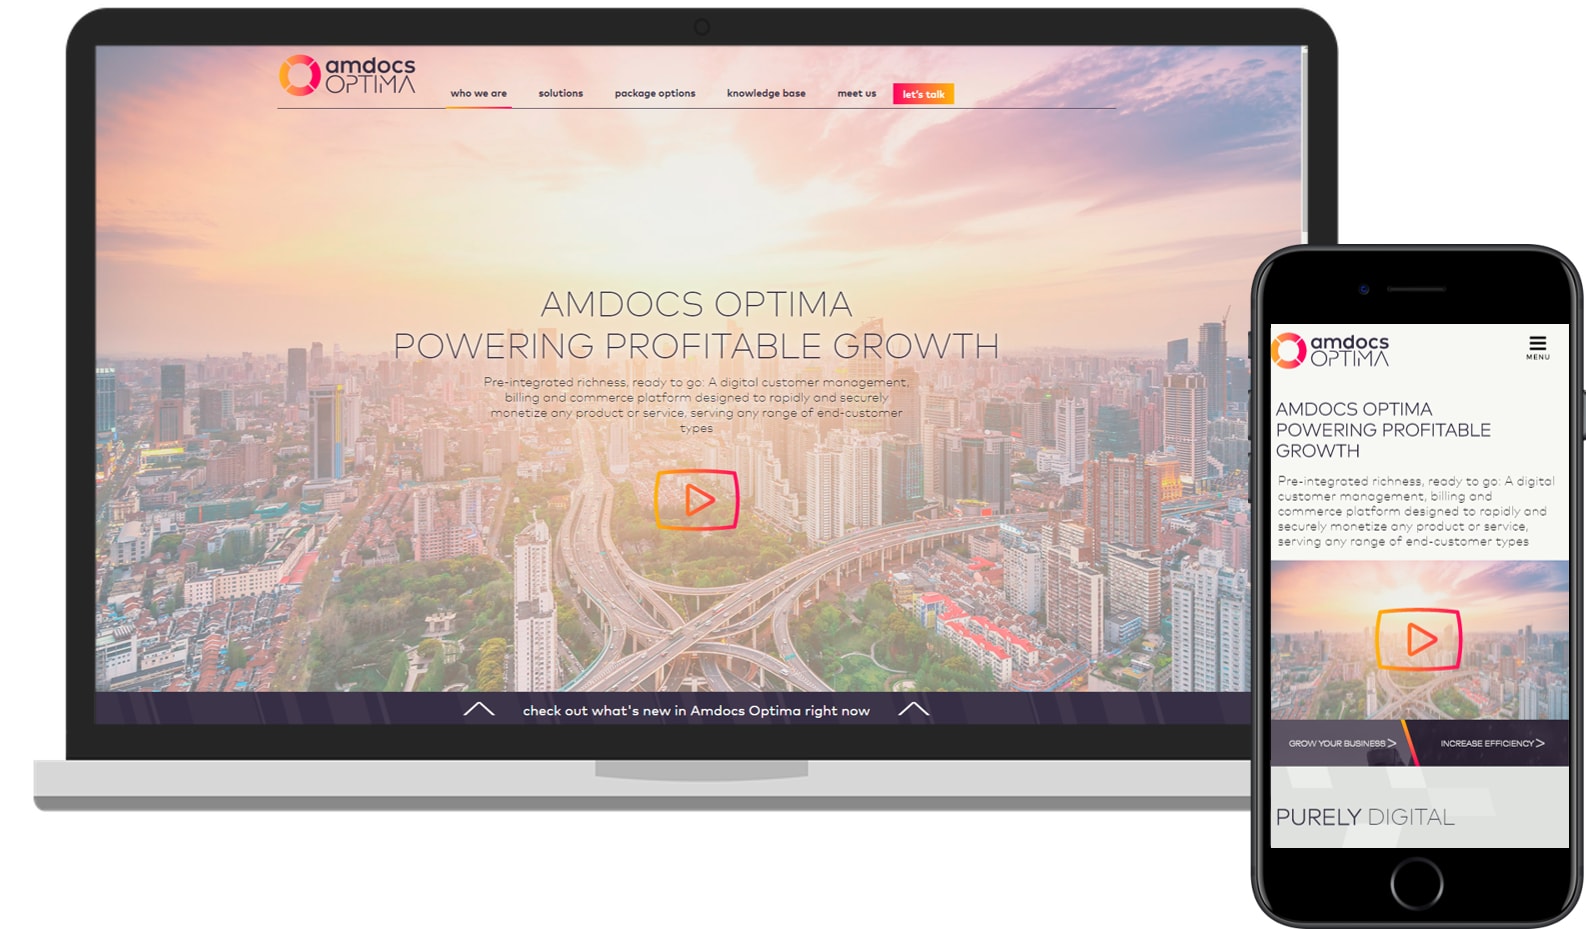 amdocs
OPTIMA
who we are solutions package options knowledge base meet us let's talk
AMDOCS OPTIMA
POWERING PROFITABLE GROWTH
Pre-integrated richness, ready to go: A digital customer management,
billing and commerce platform designed to rapidly and securely
monetize any product or service, serving any range of end-customer
types
check out what's new in Amdocs Optima right now
amdocs
OPTIMA
MENU
AMDOCS OPTIMA
POWERING PROFITABLE
GROWTH
Pre-integrated richness, ready to go: A digital
customer management, billing and
commerce platform designed to rapidly and
securely monetize any product or service,
serving any range of end-customer types
GROW YOUR BUSINESS > INCREASE EFFICIENCY >
PURELY DIGITAL